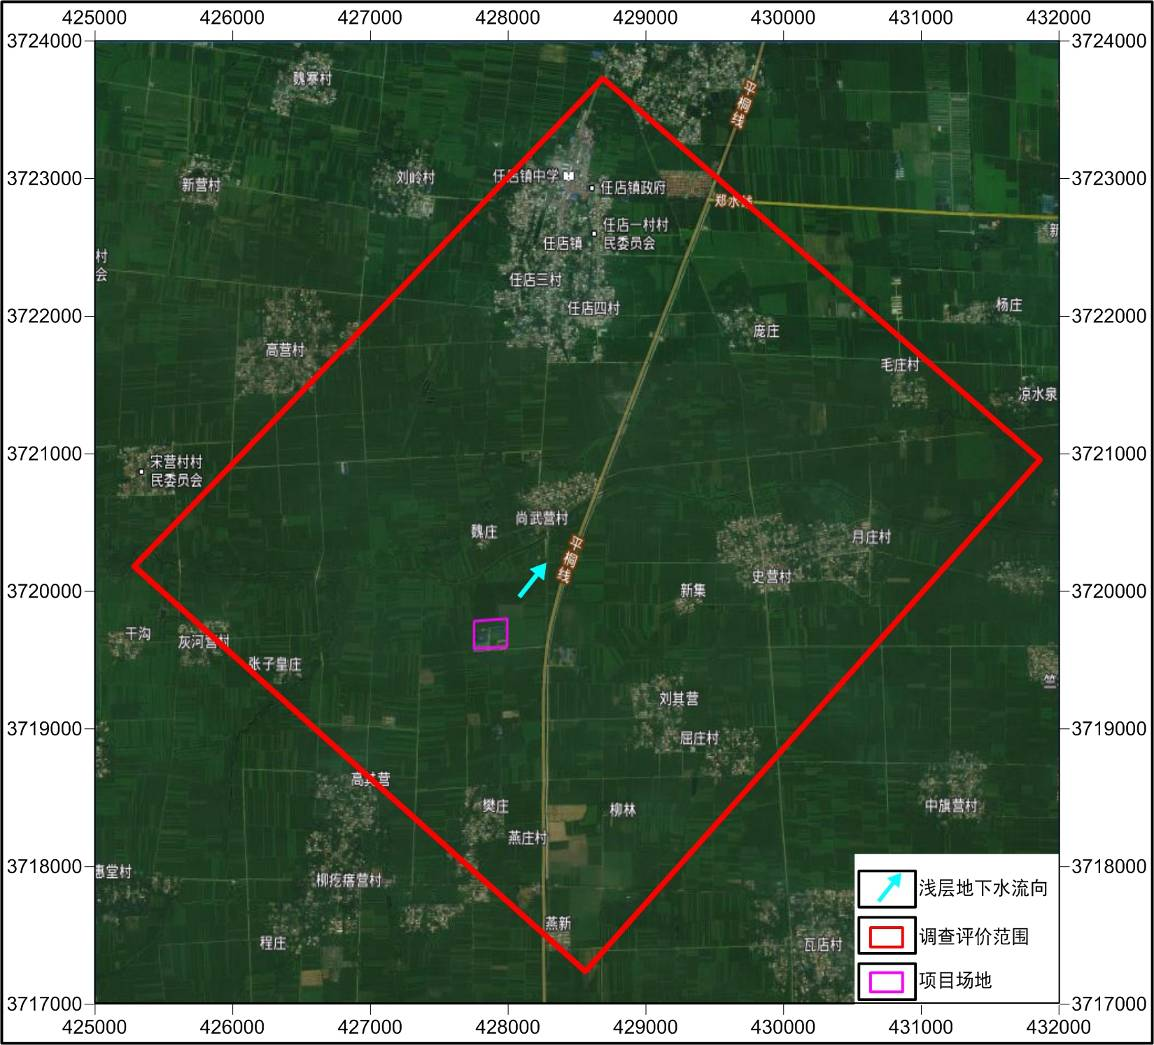 425000 426000 427000 428000 429000 430000 431000 432000
3724000 3724000
魏寨村
平桐线
3723000 3723000
新营村
刘岭村
任店镇中学
任店镇政府
郑水线
任店一村村
民委员会
任店镇
新
村
会
任店三村
任店四村
3722000 3722000
杨庄
庞庄
高营村
毛庄村
凉水泉
3721000 3721000
宋营村村
民委员会
尚武营村
魏庄
月庄村
平桐线
史营村
新集
3720000 3720000
干沟
灰河营村
张子皇庄
竺
刘其营
3719000 3719000
屈庄村
高其营
樊庄
柳林
中旗营村
燕庄村
3718000 3718000
惠堂村
柳疙瘩营村
浅层地下水流向
燕新
调查评价范围
程庄
瓦店村
项目场地
3717000 3717000
425000 426000 427000 428000 429000 430000 431000 432000